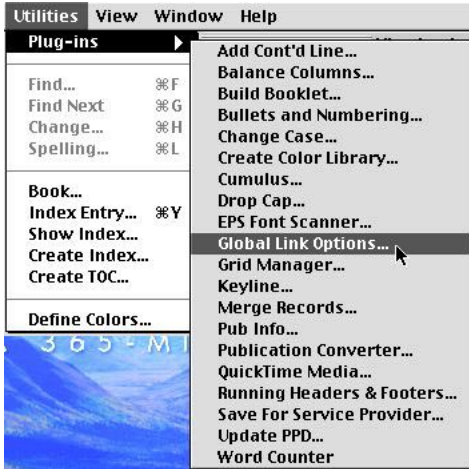 Utilities View Window Help
Plug-ins
Find... ⌘F
Find Next ⌘G
Change... ⌘H
Spelling... ⌘L
Book...
Index Entry... ⌘Y
Show Index...
Create Index...
Create TOC...
Define Colors...
Add Cont'd Line...
Balance Columns...
Build Booklet...
Bullets and Numbering...
Change Case...
Create Color Library...
Cumulus...
Drop Cap...
EPS Font Scanner...
Global Link Options...
Grid Manager...
Keyline...
Merge Records...
Pub Info...
Publication Converter...
QuickTime Media...
Running Headers & Footers...
Save For Service Provider...
Update PPD...
Word Counter
365-MI